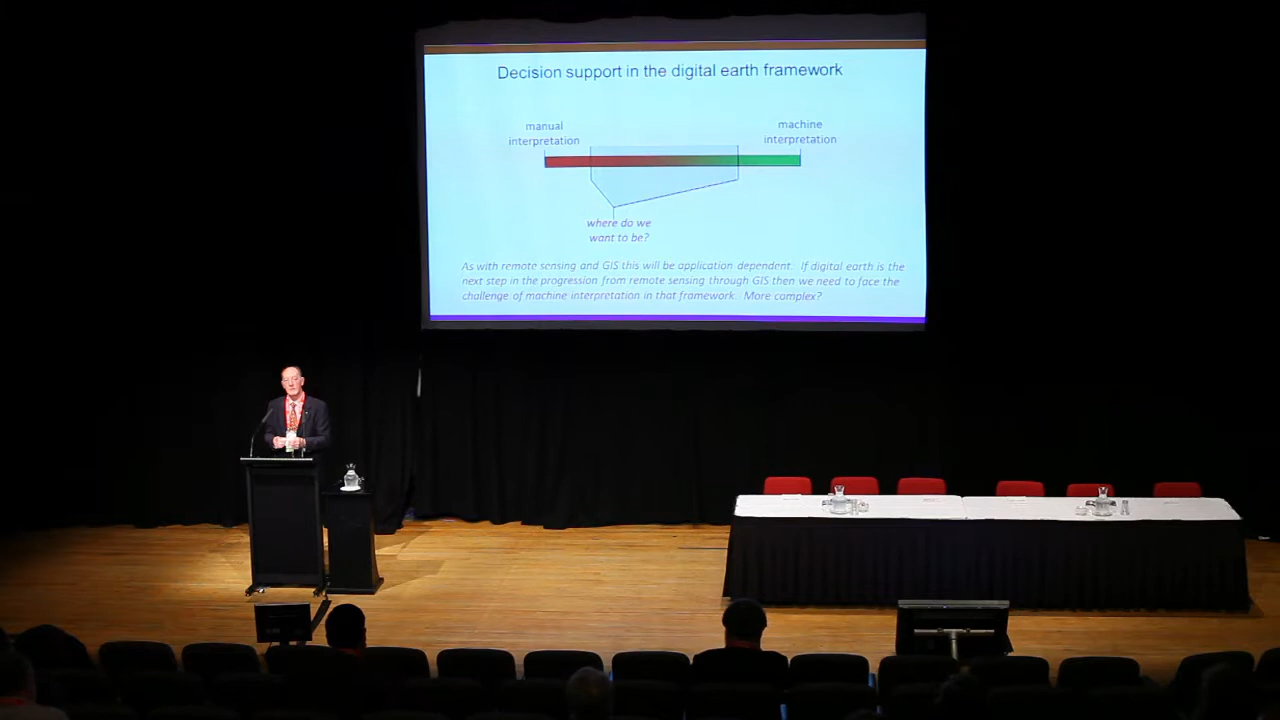 Decision support in the digital earth framework
manual
interpretation
machine
interpretation
where do we
want to be?
As with remote sensing and GIS this will be application dependent. If digital earth is the
next step in the progression from remote sensing through GIS then we need to face the
challenge of machine interpretation in that framework. More complex?